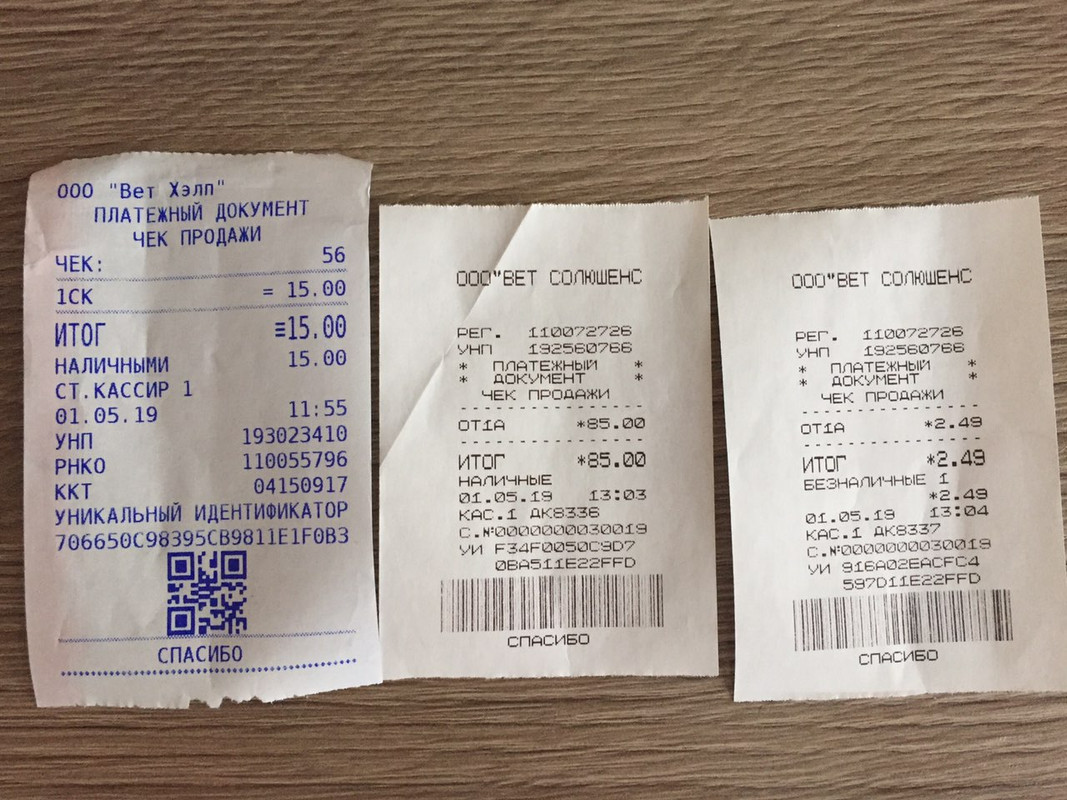 ООО "Вет Хэлп"
ПЛАТЕЖНЫЙ ДОКУМЕНТ
ЧЕК ПРОДАЖИ
ЧЕК: 56
1СК = 15.00
ИТОГ =15.00
НАЛИЧНЫМИ 15.00
СТ.КАССИР 1
01.05.19 11:55
УНП 193023410
РНКО 110055796
ККТ 04150917
УНИКАЛЬНЫЙ ИДЕНТИФИКАТОР
706650C98395CB9811E1F0B3
СПАСИБО
ООО"ВЕТ СОЛЮШЕНС
РЕГ. 110072726
УНП 192560766
* ПЛАТЕЖНЫЙ *
* ДОКУМЕНТ *
ЧЕК ПРОДАЖИ
ОТ1А *85.00
ИТОГ *85.00
НАЛИЧНЫЕ
01.05.19 13:03
КАС.1 ДК8336
С.№0000000030019
УИ F34F0050C9D7
0BA511E22FFD
СПАСИБО
ООО"ВЕТ СОЛЮШЕНС
РЕГ. 110072726
УНП 192560766
* ПЛАТЕЖНЫЙ *
* ДОКУМЕНТ *
ЧЕК ПРОДАЖИ
ОТ1А *2.49
ИТОГ *2.49
БЕЗНАЛИЧНЫЕ 1
*2.49
01.05.19 13:04
КАС.1 ДК8337
С.№0000000030019
УИ 916A02EACFC4
597D11E22FFD
СПАСИБО